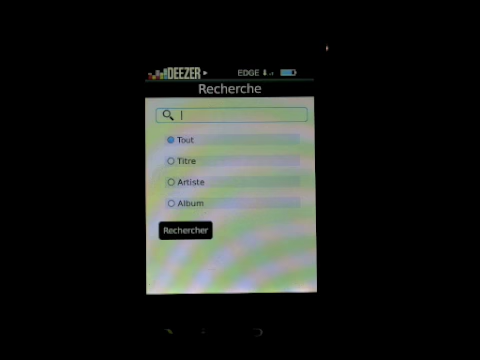 DEEZER EDGE
Recherche
Tout
Titre
Artiste
Album
Rechercher